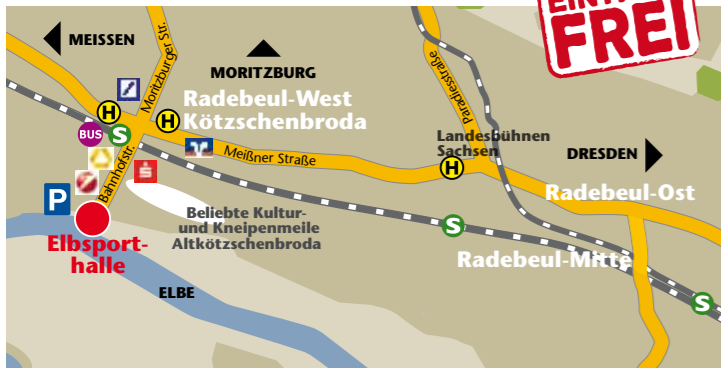 FREI
MEISSEN
MORITZBURG
Moritzburger Str.
Paradiesstraße
Radebeul-West
Kötzschenbroda
H
H
BUS
S
Bahnhofstr.
Meißner Straße
Landesbühnen
Sachsen
H
DRESDEN
Radebeul-Ost
P
Beliebte Kultur-
und Kneipenmeile
Altkötzschenbroda
Elbsport-
halle
S
Radebeul-Mitte
ELBE
S